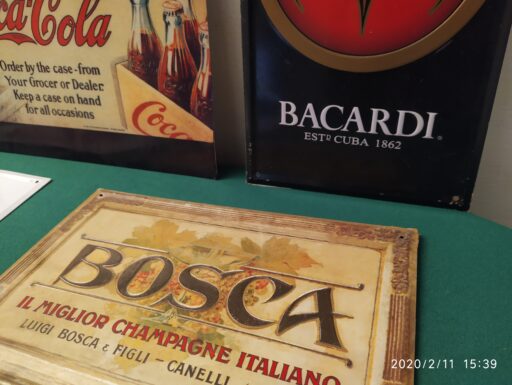 Coca-Cola
Order by the case-from
Your Grocer or Dealer
Keep a case on hand
for all occasions
Coca
BACARDI®
ESTD CUBA 1862
BOSCA
IL MIGLIOR CHAMPAGNE ITALIANO
LUIGI BOSCA & FIGLI – CANELLI
2020/2/11 15:39